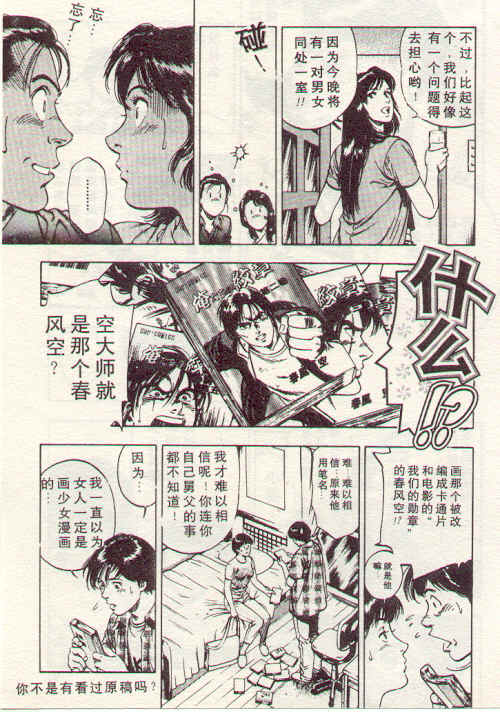 不过，比起这
个，我们好像
有一个问题得
去担心哟！
因为今晚将
有一对男女
同处一室!!
碰！
忘…
忘了…
………
什么!?
空大师就
是那个春
风空？
春風空
画那个被改
编成卡通片
和电影的“
我们的勋章”
的春风空!?
就是他
嘛…
难…难以相
信…原来他
用笔名…
我才难以相
信呢！你连你
自己舅父的事
都不知道！
因为…
我一直以为
女人一定是
画少女漫画
的…
你不是有看过原稿吗？